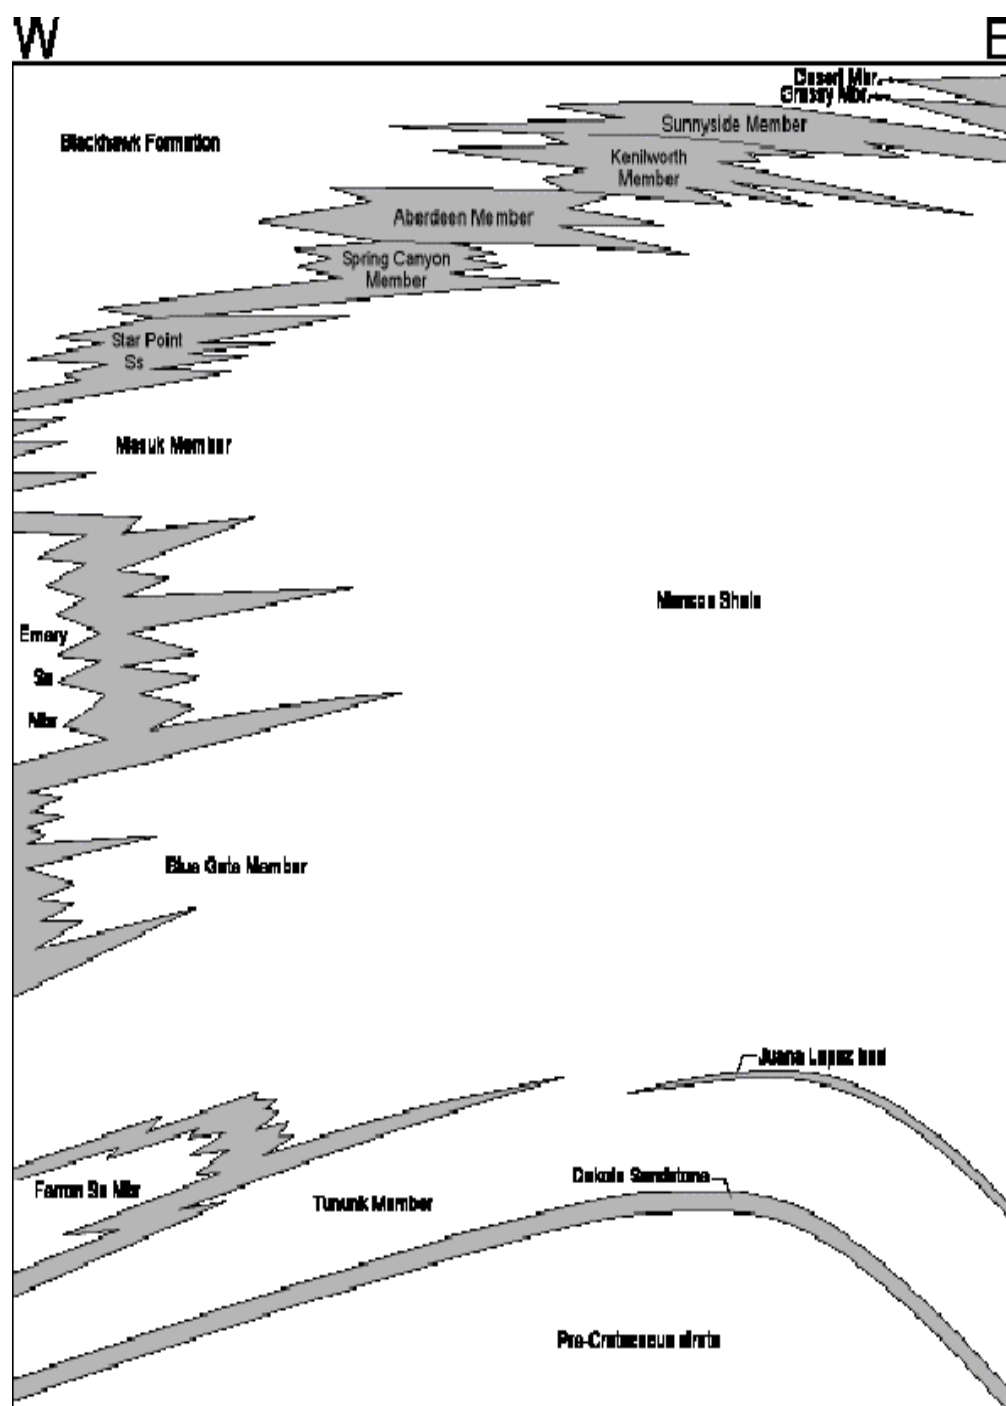 W
E
Desert Mbr.
Grassy Mbr.
Sunnyside Member
Blackhawk Formation
Kenilworth
Member
Aberdeen Member
Spring Canyon
Member
Star Point
Ss
Masuk Member
Mancos Shale
Emery
Ss
Mbr
Blue Gate Member
Juana Lopez bed
Dakota Sandstone
Ferron Ss Mbr
Tununk Member
Pre-Cretaceous strata